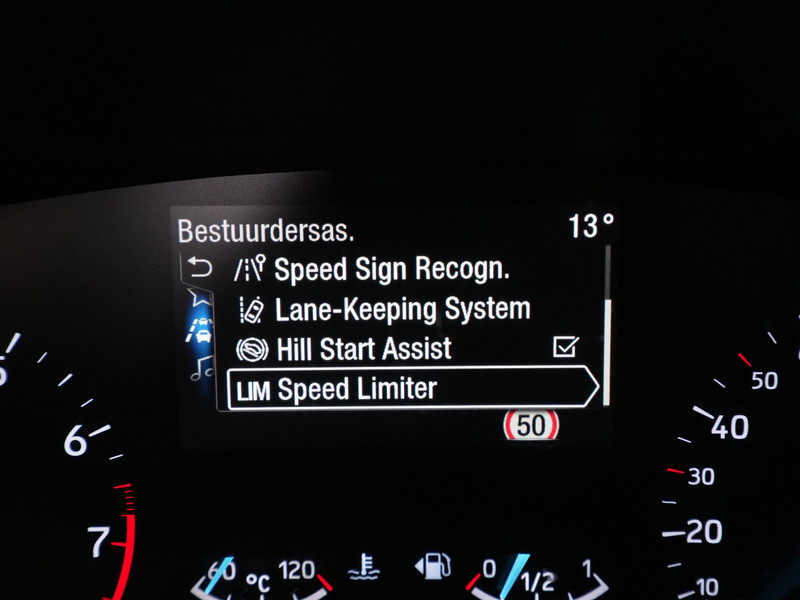 Bestuurdersas. 13°
Speed Sign Recogn.
Lane-Keeping System
Hill Start Assist
LIM Speed Limiter
50
6
7
50
40
30
20
10
60 °C 120
0 1/2 1